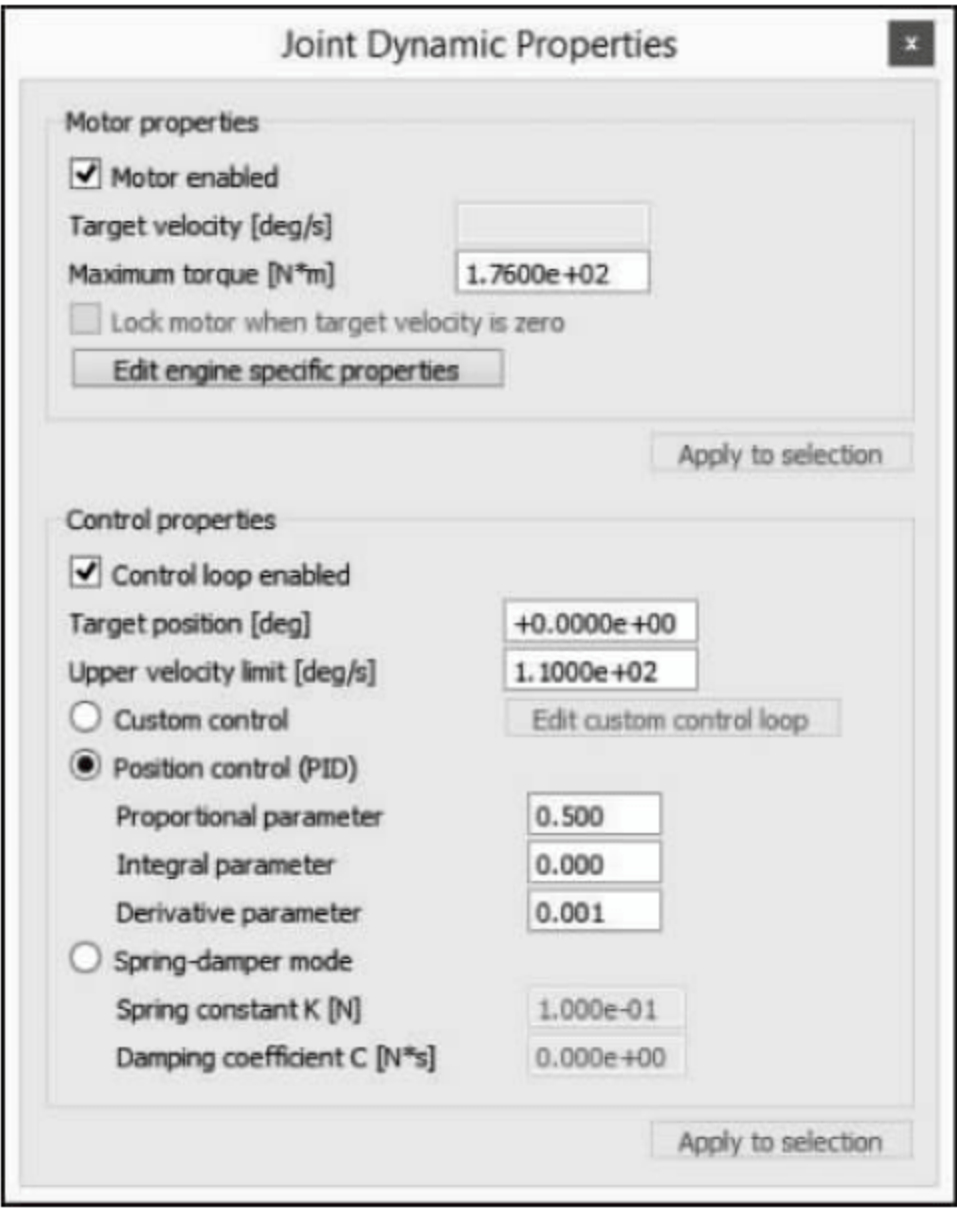 Joint Dynamic Properties x
Motor properties
Motor enabled
Target velocity [deg/s]
Maximum torque [N*m] 1.7600e+02
Lock motor when target velocity is zero
Edit engine specific properties
Apply to selection
Control properties
Control loop enabled
Target position [deg] +0.0000e+00
Upper velocity limit [deg/s] 1.1000e+02
Custom control Edit custom control loop
Position control (PID)
Proportional parameter 0.500
Integral parameter 0.000
Derivative parameter 0.001
Spring-damper mode
Spring constant K [N] 1.000e-01
Damping coefficient C [N*s] 0.000e+00
Apply to selection